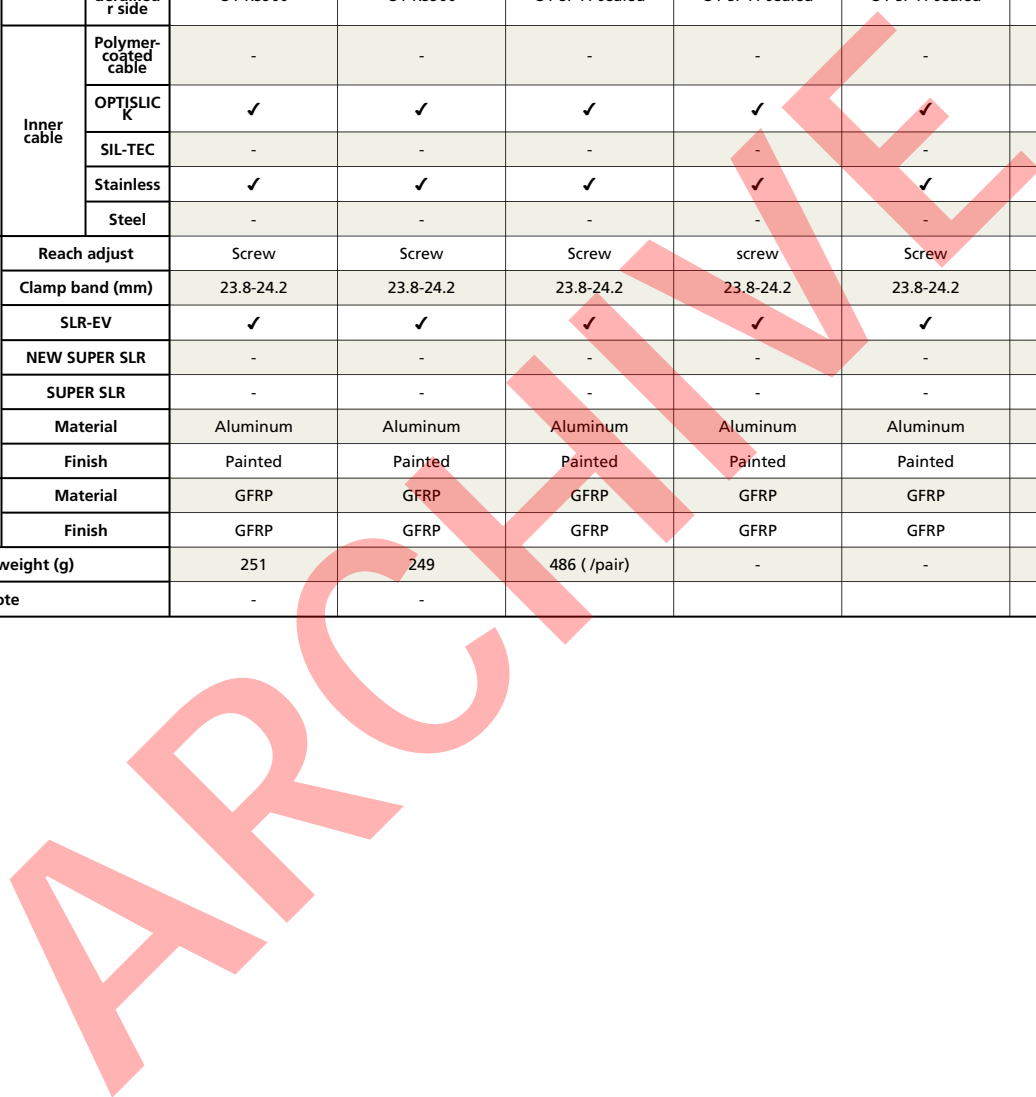 r side
Polymer-
coated
cable
- - - - -
Inner
cable
OPTISLIC
K
✓ ✓ ✓ ✓ ✓
SIL-TEC - - - - -
Stainless ✓ ✓ ✓ ✓ ✓
Steel - - - - -
Reach adjust Screw Screw Screw screw Screw
Clamp band (mm) 23.8-24.2 23.8-24.2 23.8-24.2 23.8-24.2 23.8-24.2
SLR-EV ✓ ✓ ✓ ✓ ✓
NEW SUPER SLR - - - - -
SUPER SLR - - - - -
Material Aluminum Aluminum Aluminum Aluminum Aluminum
Finish Painted Painted Painted Painted Painted
Material GFRP GFRP GFRP GFRP GFRP
Finish GFRP GFRP GFRP GFRP GFRP
weight (g) 251 249 486 ( /pair) - -
ote - -
ARCHIVE